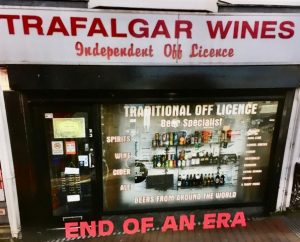 TRAFALGAR WINES
Independent Off Licence
TRADITIONAL OFF LICENCE
Beer Specialist
SPIRITS
WINE
CIDER
ALE
BEERS FROM AROUND THE WORLD
END OF AN ERA